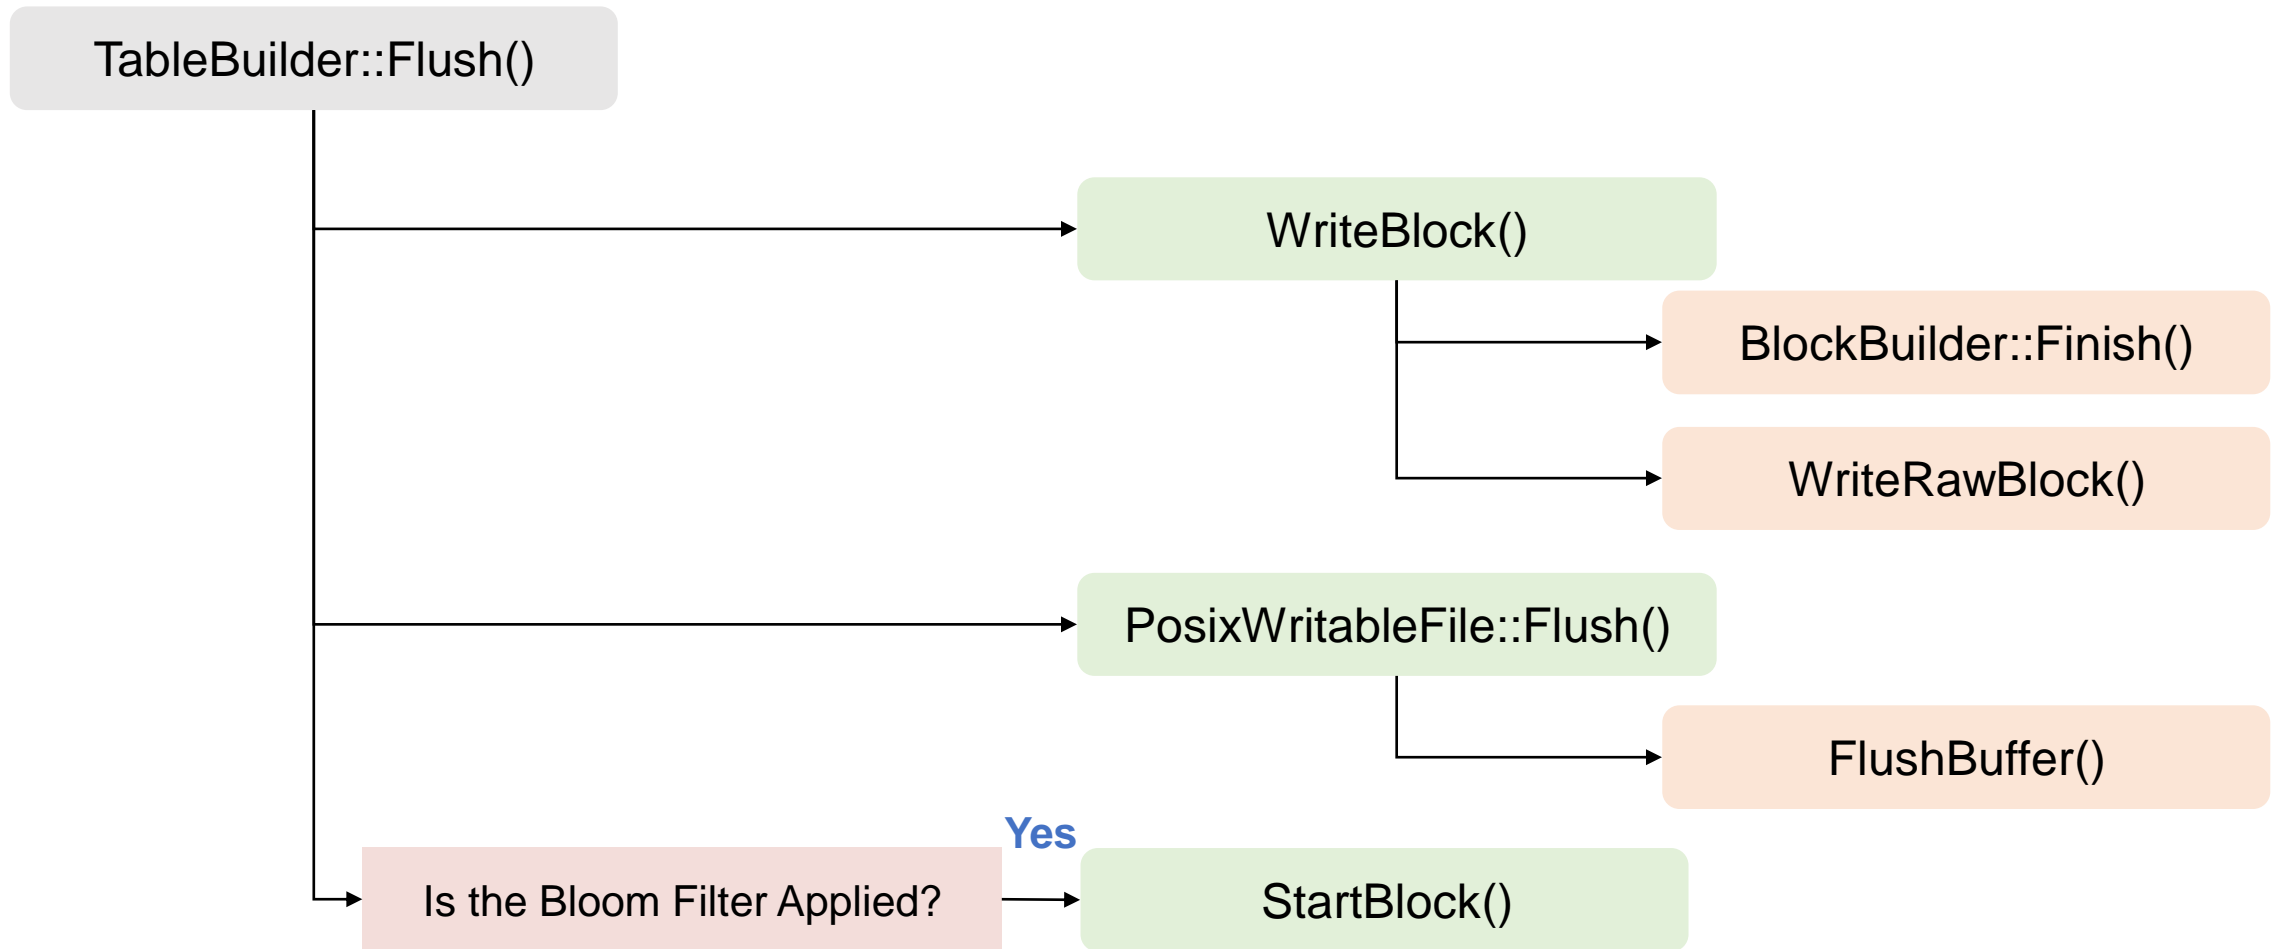 TableBuilder::Flush()
WriteBlock()
BlockBuilder::Finish()
WriteRawBlock()
PosixWritableFile::Flush()
FlushBuffer()
Yes
Is the Bloom Filter Applied?
StartBlock()